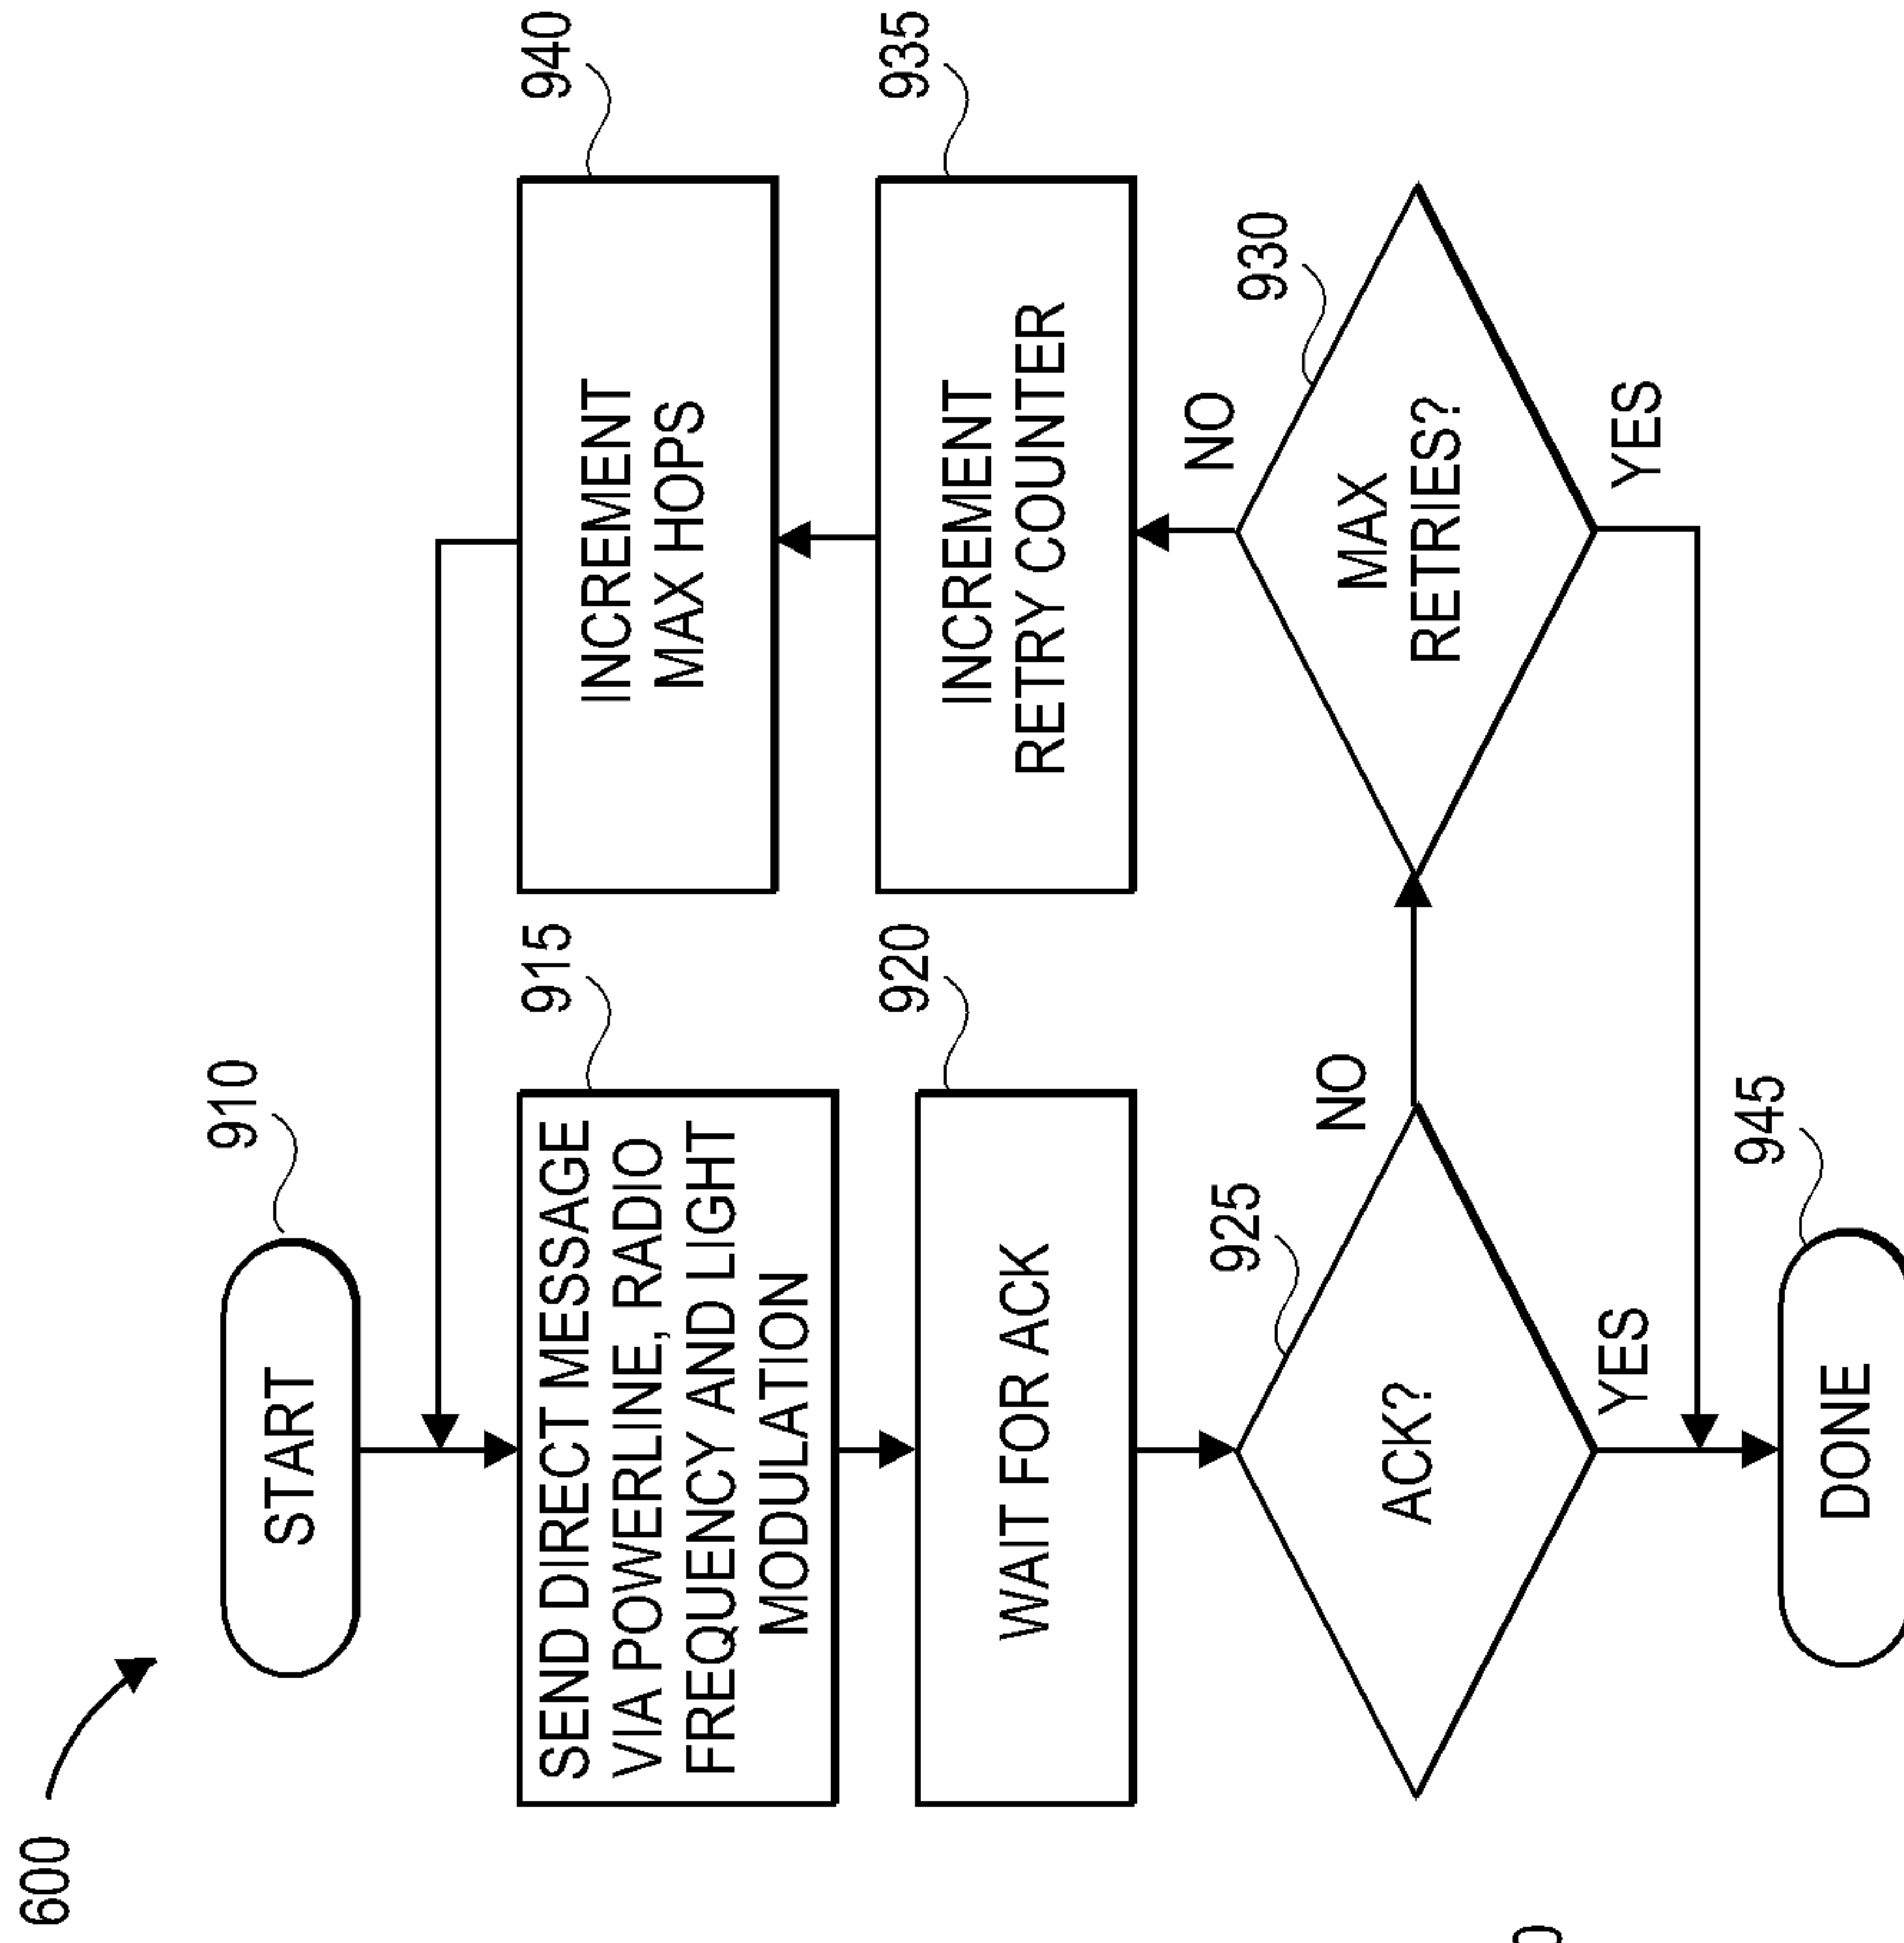 600
START
910
SEND DIRECT MESSAGE
VIA POWERLINE, RADIO
FREQUENCY AND LIGHT
MODULATION
915
WAIT FOR ACK
920
ACK?
925
NO
YES
MAX
RETRIES?
930
NO
YES
INCREMENT
RETRY COUNTER
935
INCREMENT
MAX HOPS
940
DONE
945